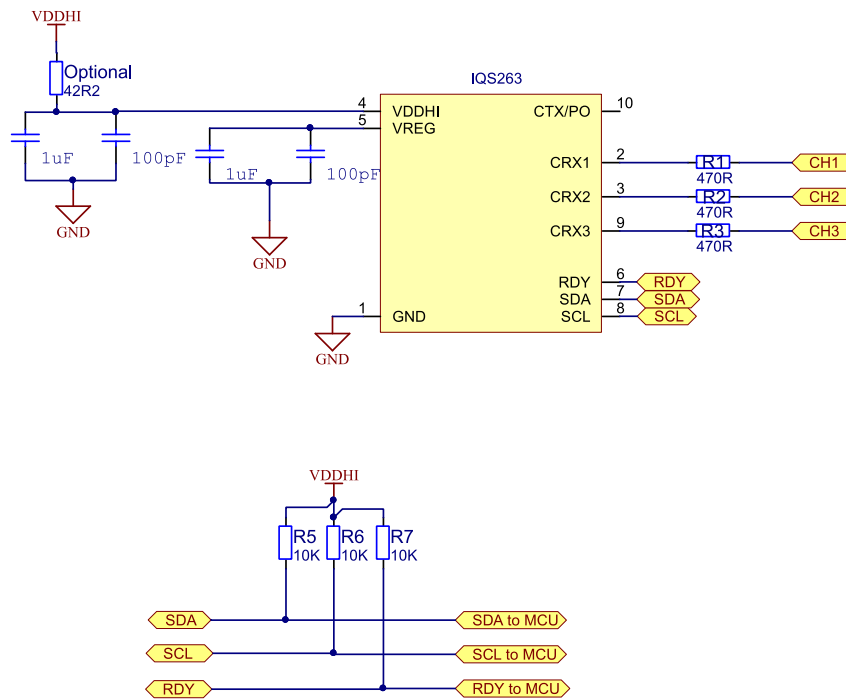 VDDHI
Optional
42R2
1uF
100pF
GND
1uF
100pF
GND
IQS263
4
VDDHI
5
VREG
CTX/PO
10
CRX1
2
R1
470R
CH1
CRX2
3
R2
470R
CH2
CRX3
9
R3
470R
CH3
RDY
6
RDY
SDA
7
SDA
SCL
8
SCL
1
GND
GND
VDDHI
R5
10K
R6
10K
R7
10K
SDA
SDA to MCU
SCL
SCL to MCU
RDY
RDY to MCU